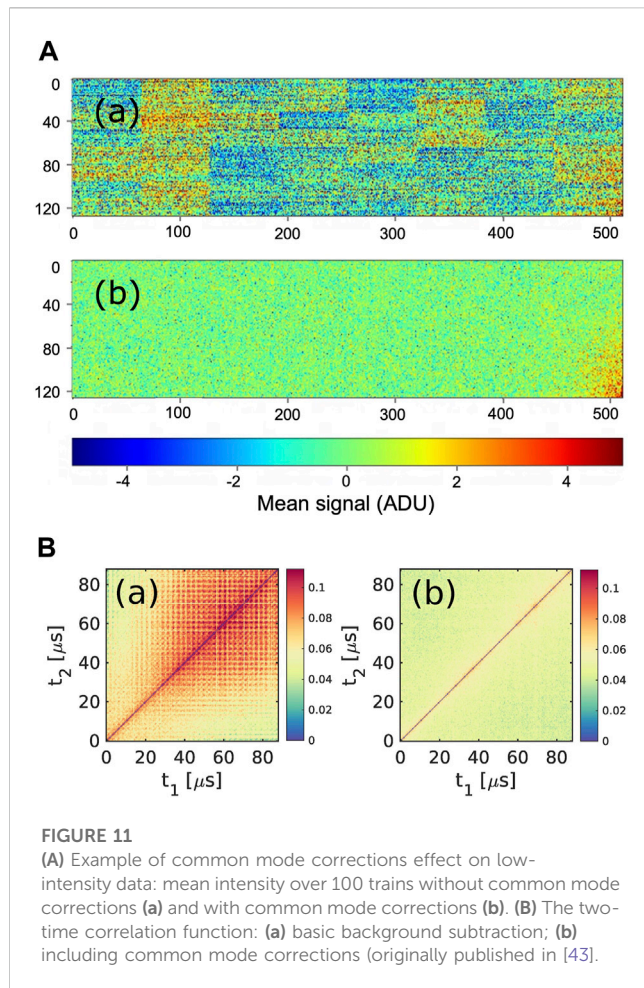 A
(a)
0
40
80
120
0
100
200
300
400
500
(b)
0
40
80
120
0
100
200
300
400
500
-4
-2
0
2
4
Mean signal (ADU)
B
(a)
t2 [μs]
80
60
40
20
0
0 20 40 60 80
t1 [μs]
0.1
0.08
0.06
0.04
0.02
0
(b)
t2 [μs]
80
60
40
20
0
0 20 40 60 80
t1 [μs]
0.1
0.08
0.06
0.04
0.02
0
FIGURE 11
(A) Example of common mode corrections effect on low-
intensity data: mean intensity over 100 trains without common mode
corrections (a) and with common mode corrections (b). (B) The two-
time correlation function: (a) basic background subtraction; (b)
including common mode corrections (originally published in [43].